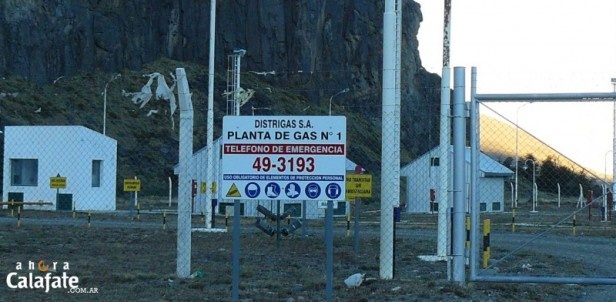 DISTRIGAS S.A.
PLANTA DE GAS Nº 1
TELEFONO DE EMERGENCIA
49-3193
USO OBLIGATORIO DE ELEMENTOS DE PROTECCION PERSONAL
ahora
Calafate
.COM.AR